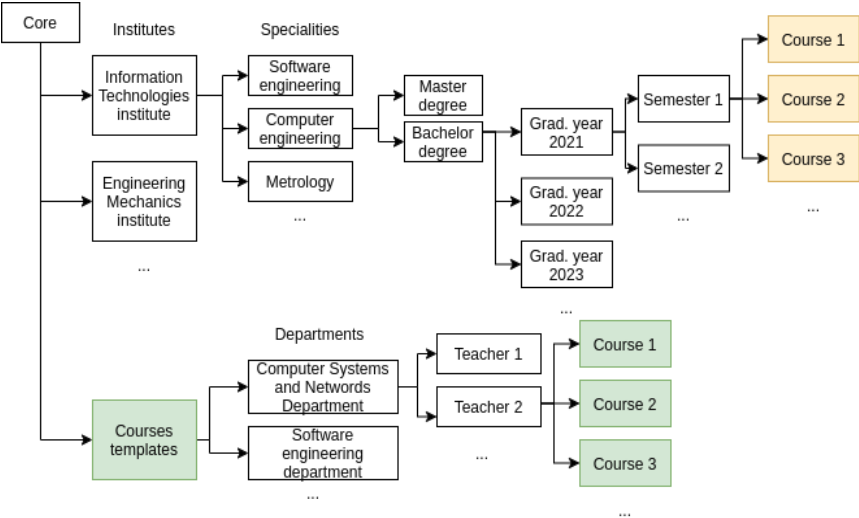 Core
Institutes
Specialities
Information
Technologies
institute
Engineering
Mechanics
institute
...
Software
engineering
Computer
engineering
Metrology
...
Master
degree
Bachelor
degree
Grad. year
2021
Grad. year
2022
Grad. year
2023
...
Semester 1
Semester 2
...
Course 1
Course 2
Course 3
...
Courses
templates
Departments
Computer Systems
and Networds
Department
Software
engineering
department
...
Teacher 1
Teacher 2
...
Course 1
Course 2
Course 3
...